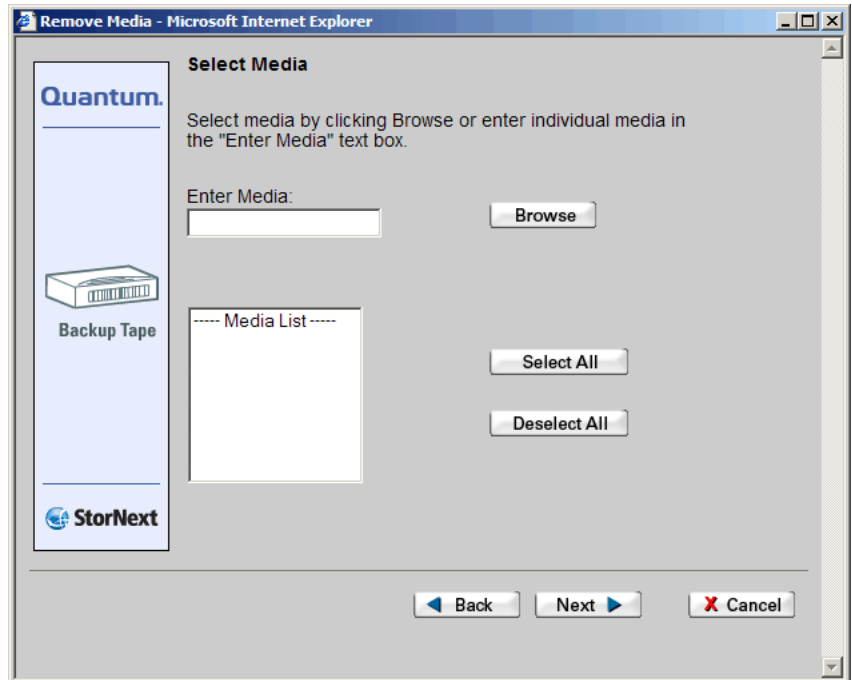 Remove Media - Microsoft Internet Explorer
Quantum.
Backup Tape
StorNext
Select Media
Select media by clicking Browse or enter individual media in
the "Enter Media" text box.
Enter Media:
Browse
----- Media List -----
Select All
Deselect All
Back
Next
X Cancel